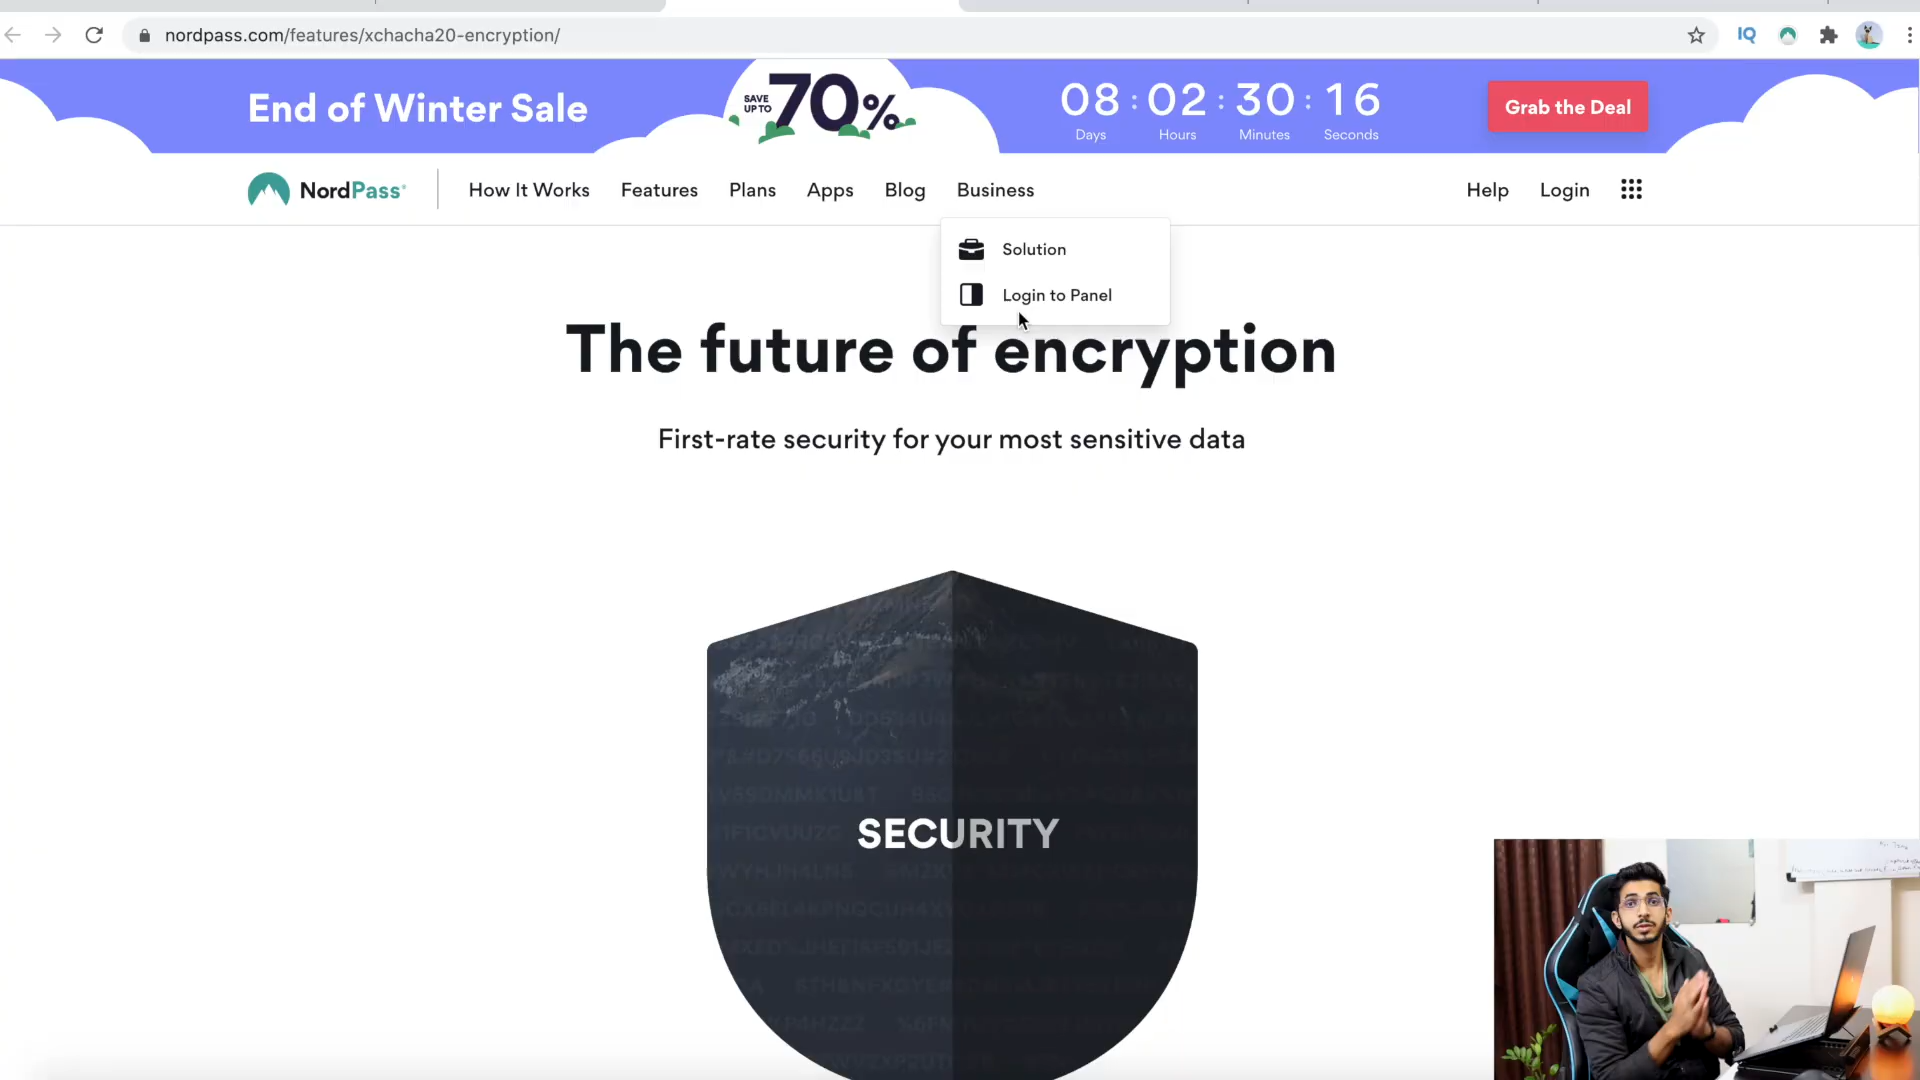 nordpass.com/features/xchacha20-encryption/
IQ
End of Winter Sale
SAVE UP TO 70%
08 : 02 : 30 : 16
Days Hours Minutes Seconds
Grab the Deal
NordPass®
How It Works Features Plans Apps Blog Business
Help Login
Solution
Login to Panel
The future of encryption
First-rate security for your most sensitive data
SECURITY